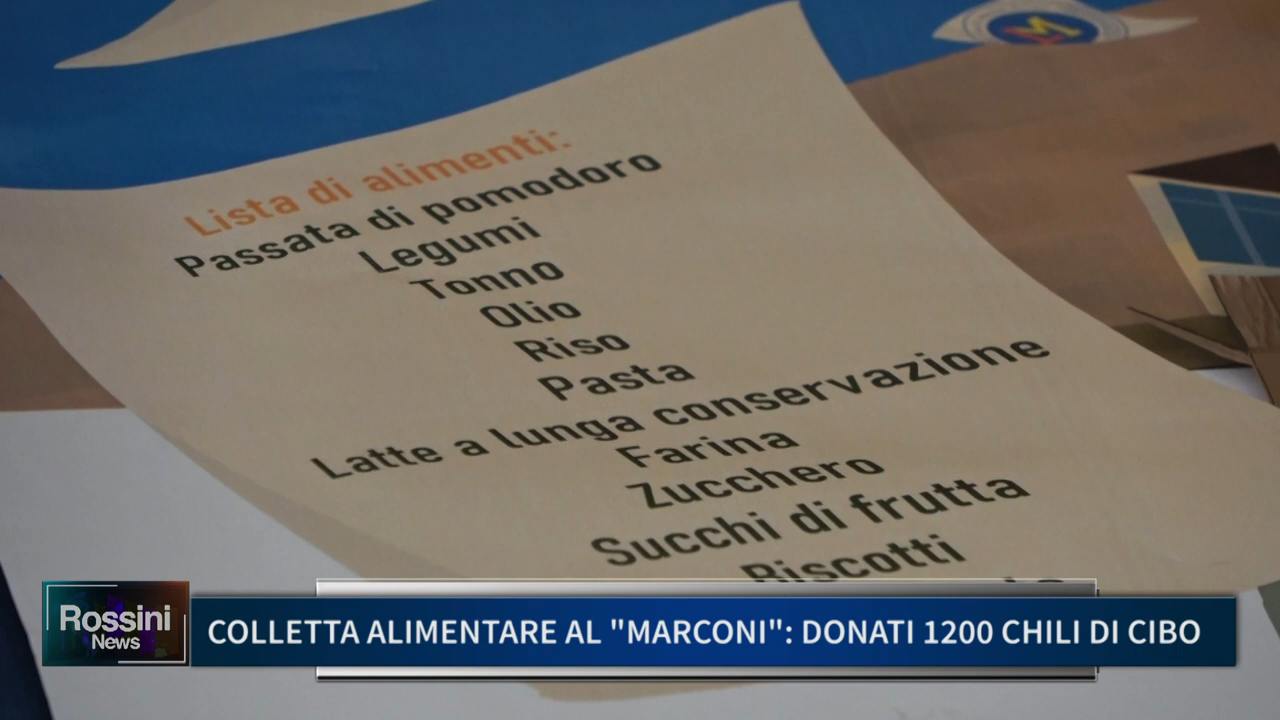 M
Lista di alimenti:
Passata di pomodoro
Legumi
Tonno
Olio
Riso
Pasta
Latte a lunga conservazione
Farina
Zucchero
Succhi di frutta
Biscotti
Rossini
News
COLLETTA ALIMENTARE AL "MARCONI": DONATI 1200 CHILI DI CIBO